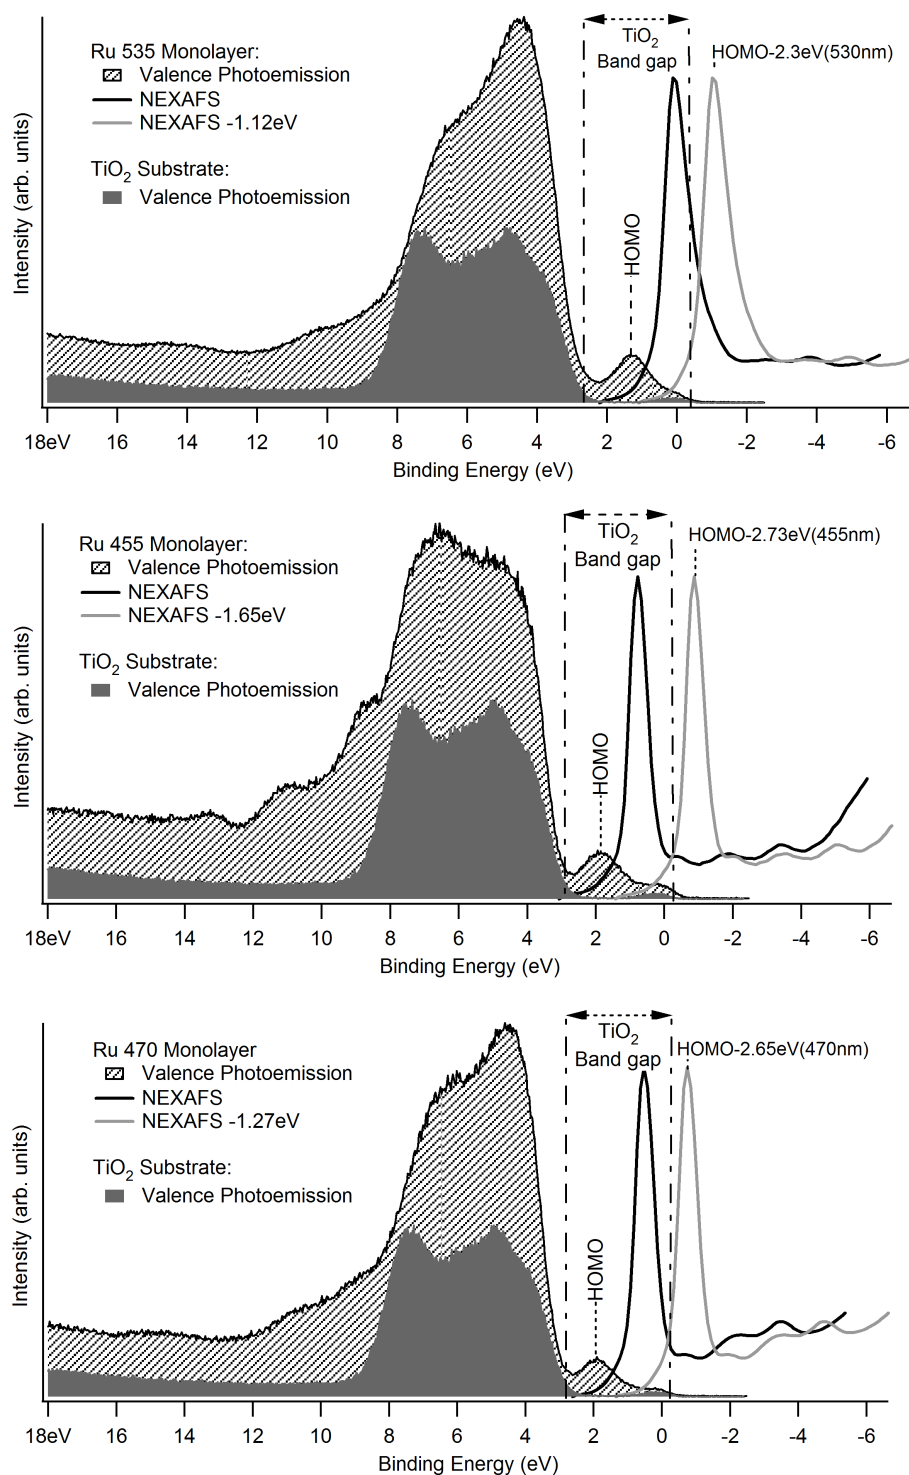 Intensity (arb. units)
Ru 535 Monolayer:
Valence Photoemission
NEXAFS
NEXAFS -1.12eV
TiO2 Substrate:
Valence Photoemission
TiO2
Band gap
HOMO-2.3eV(530nm)
HOMO
18eV 16 14 12 10 8 6 4 2 0 -2 -4 -6
Binding Energy (eV)
Intensity (arb. units)
Ru 455 Monolayer:
Valence Photoemission
NEXAFS
NEXAFS -1.65eV
TiO2 Substrate:
Valence Photoemission
TiO2
Band gap
HOMO-2.73eV(455nm)
HOMO
18eV 16 14 12 10 8 6 4 2 0 -2 -4 -6
Binding Energy (eV)
Intensity (arb. units)
Ru 470 Monolayer
Valence Photoemission
NEXAFS
NEXAFS -1.27eV
TiO2 Substrate:
Valence Photoemission
TiO2
Band gap
HOMO-2.65eV(470nm)
HOMO
18eV 16 14 12 10 8 6 4 2 0 -2 -4 -6
Binding Energy (eV)